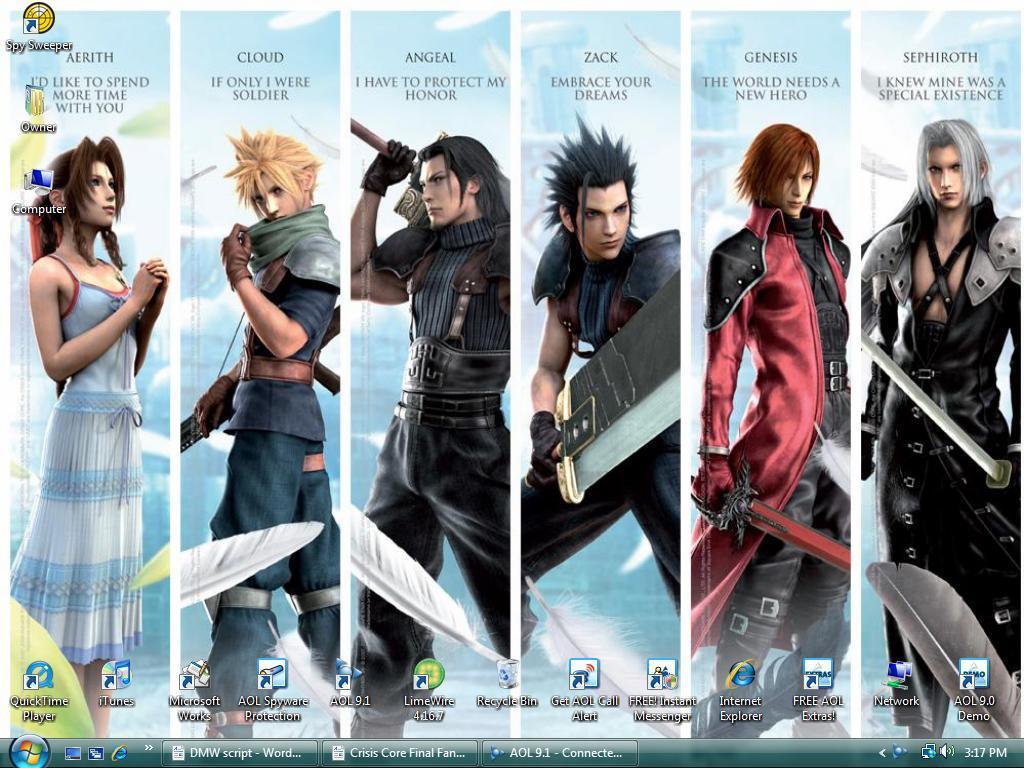 Spy Sweeper
AERITH
I'D LIKE TO SPEND
MORE TIME
WITH YOU
CLOUD
IF ONLY I WERE
SOLDIER
ANGEAL
I HAVE TO PROTECT MY
HONOR
ZACK
EMBRACE YOUR
DREAMS
GENESIS
THE WORLD NEEDS A
NEW HERO
SEPHIROTH
I KNEW MINE WAS A
SPECIAL EXISTENCE
Owner
Computer
QuickTime
Player
iTunes
Microsoft
Works
AOL Spyware
Protection
AOL 9.1
LimeWire
4.16.7
Recycle Bin
Get AOL Call
Alert
FREE! Instant
Messenger
Internet
Explorer
EXTRAS
FREE AOL
Extras!
Network
DEMO
AOL 9.0
Demo
DMW script - Word...
Crisis Core Final Fan...
AOL 9.1 - Connecte...
3:17 PM